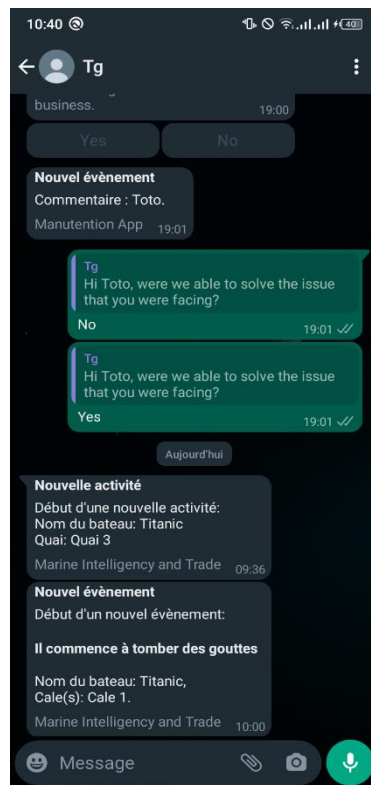 10:40
40
Tg
business.
19:00
Yes
No
Nouvel évènement
Commentaire : Toto.
Manutention App 19:01
Tg
Hi Toto, were we able to solve the issue
that you were facing?
No
19:01
Tg
Hi Toto, were we able to solve the issue
that you were facing?
Yes
19:01
Aujourd'hui
Nouvelle activité
Début d'une nouvelle activité:
Nom du bateau: Titanic
Quai: Quai 3
Marine Intelligency and Trade 09:36
Nouvel évènement
Début d'un nouvel évènement:
Il commence à tomber des gouttes
Nom du bateau: Titanic,
Cale(s): Cale 1.
Marine Intelligency and Trade 10:00
Message